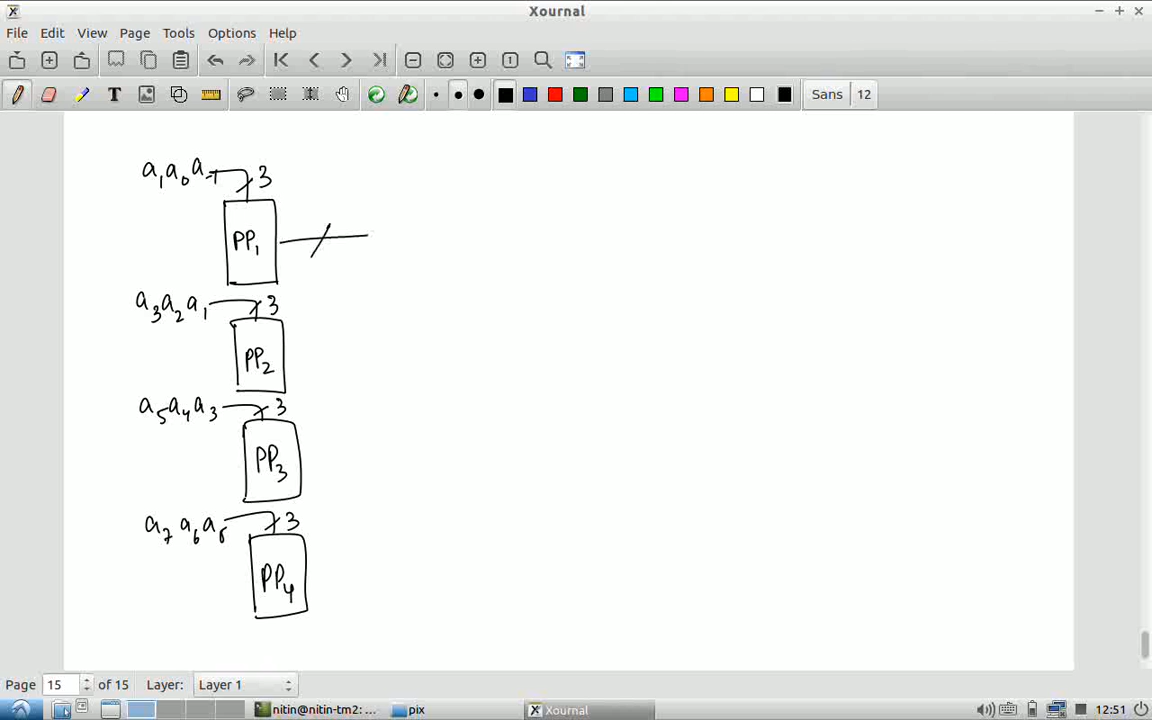 Xournal
File Edit View Page Tools Options Help
Sans 12
a₁a₀a₋₁ 3
PP₁
a₃a₂a₁ 3
PP₂
a₅a₄a₃ 3
PP₃
a₇a₆a₅ 3
PP₄
Page 15 of 15 Layer: Layer 1
nitin@nitin-tm2: ... pix Xournal 12:51